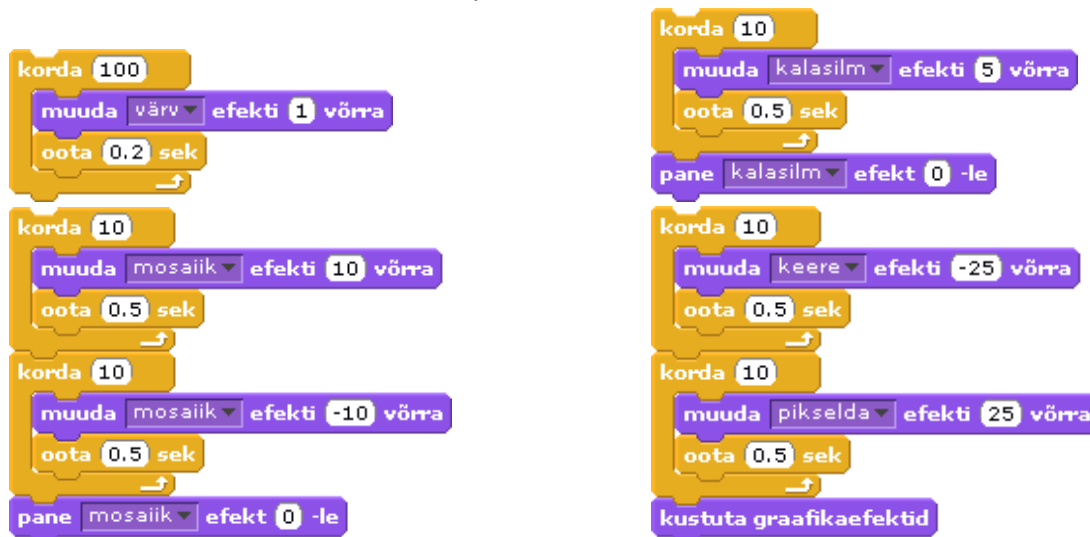 korda 100
muuda värv efekti 1 võrra
oota 0.2 sek
korda 10
muuda mosaiik efekti 10 võrra
oota 0.5 sek
korda 10
muuda mosaiik efekti -10 võrra
oota 0.5 sek
pane mosaiik efekt 0 -le
korda 10
muuda kalasilm efekti 5 võrra
oota 0.5 sek
pane kalasilm efekt 0 -le
korda 10
muuda keere efekti -25 võrra
oota 0.5 sek
korda 10
muuda pikselda efekti 25 võrra
oota 0.5 sek
kustuta graafikaefektid